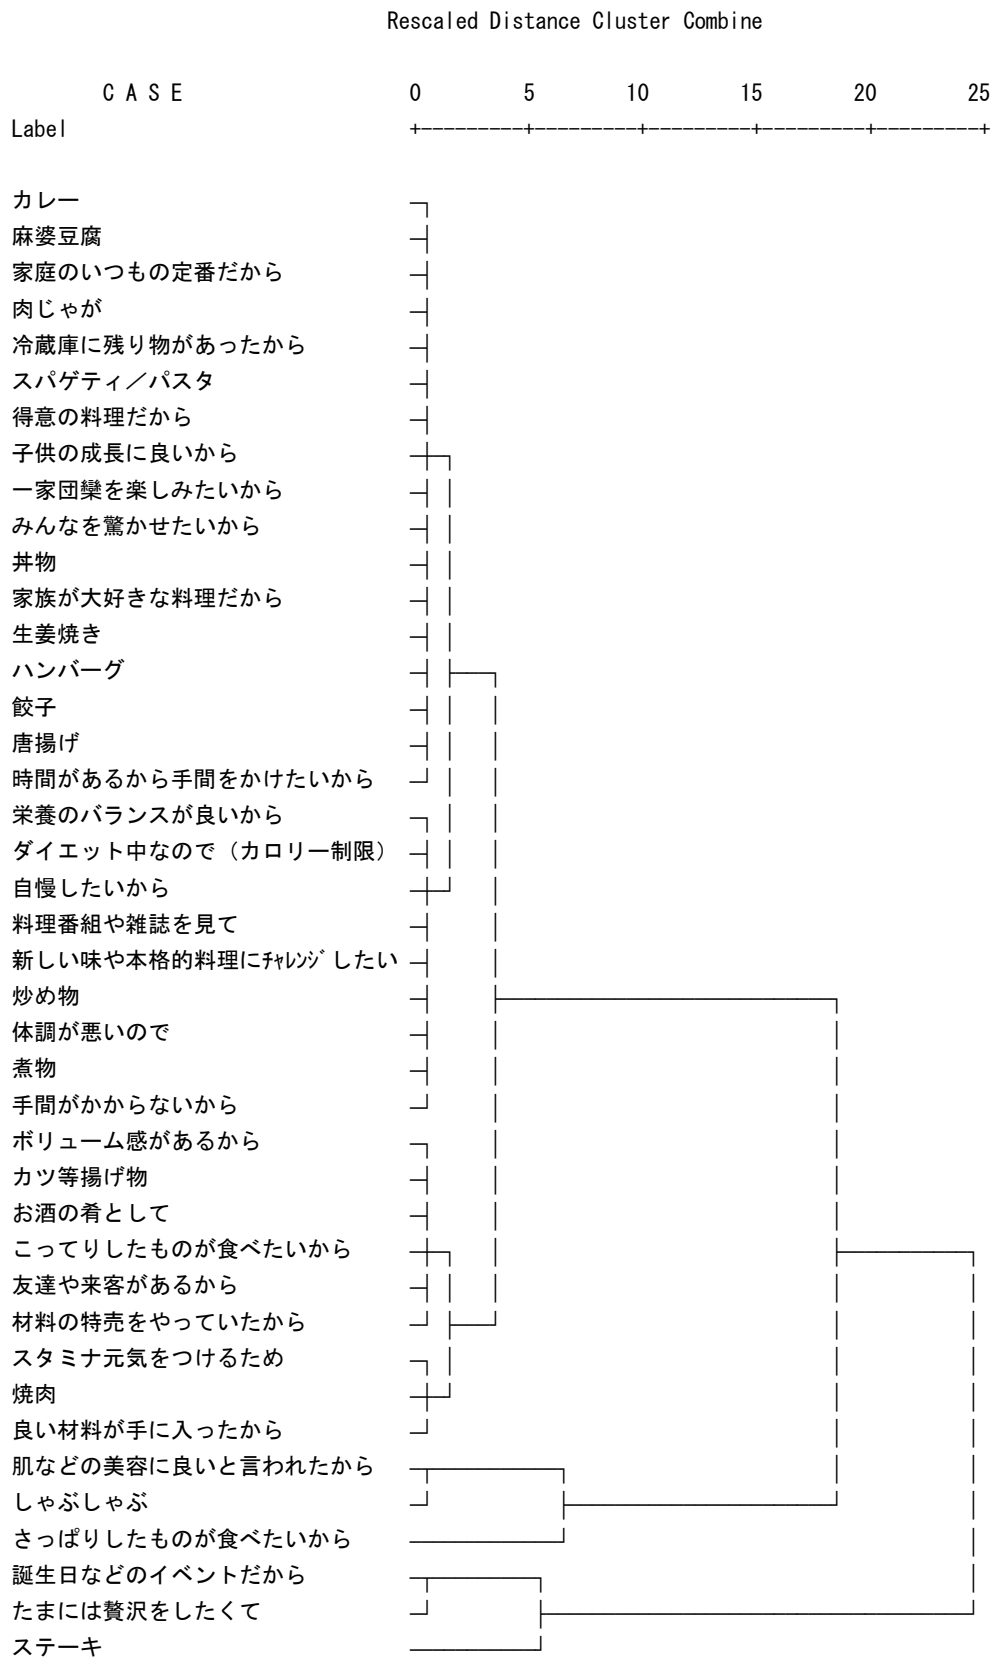 Rescaled Distance Cluster Combine
C A S E 0 5 10 15 20 25
Label
カレー
麻婆豆腐
家庭のいつもの定番だから
肉じゃが
冷蔵庫に残り物があったから
スパゲティ／パスタ
得意の料理だから
子供の成長に良いから
一家団欒を楽しみたいから
みんなを驚かせたいから
丼物
家族が大好きな料理だから
生姜焼き
ハンバーグ
餃子
唐揚げ
時間があるから手間をかけたいから
栄養のバランスが良いから
ダイエット中なので（カロリー制限）
自慢したいから
料理番組や雑誌を見て
新しい味や本格的料理にﾁｬﾚﾝｼﾞしたい
炒め物
体調が悪いので
煮物
手間がかからないから
ボリューム感があるから
カツ等揚げ物
お酒の肴として
こってりしたものが食べたいから
友達や来客があるから
材料の特売をやっていたから
スタミナ元気をつけるため
焼肉
良い材料が手に入ったから
肌などの美容に良いと言われたから
しゃぶしゃぶ
さっぱりしたものが食べたいから
誕生日などのイベントだから
たまには贅沢をしたくて
ステーキ